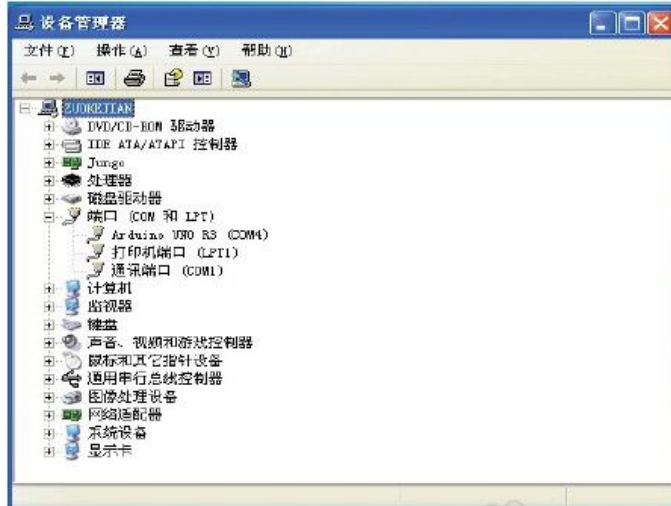 设备管理器
文件(F) 操作(A) 查看(V) 帮助(H)
ZUOKEJIAN
DVD/CD-ROM 驱动器
IDE ATA/ATAPI 控制器
Jungo
处理器
磁盘驱动器
端口 (COM 和 LPT)
Arduino UNO R3 (COM4)
打印机端口 (LPT1)
通讯端口 (COM1)
计算机
监视器
键盘
声音、视频和游戏控制器
鼠标和其它指针设备
通用串行总线控制器
图像处理设备
网络适配器
系统设备
显示卡